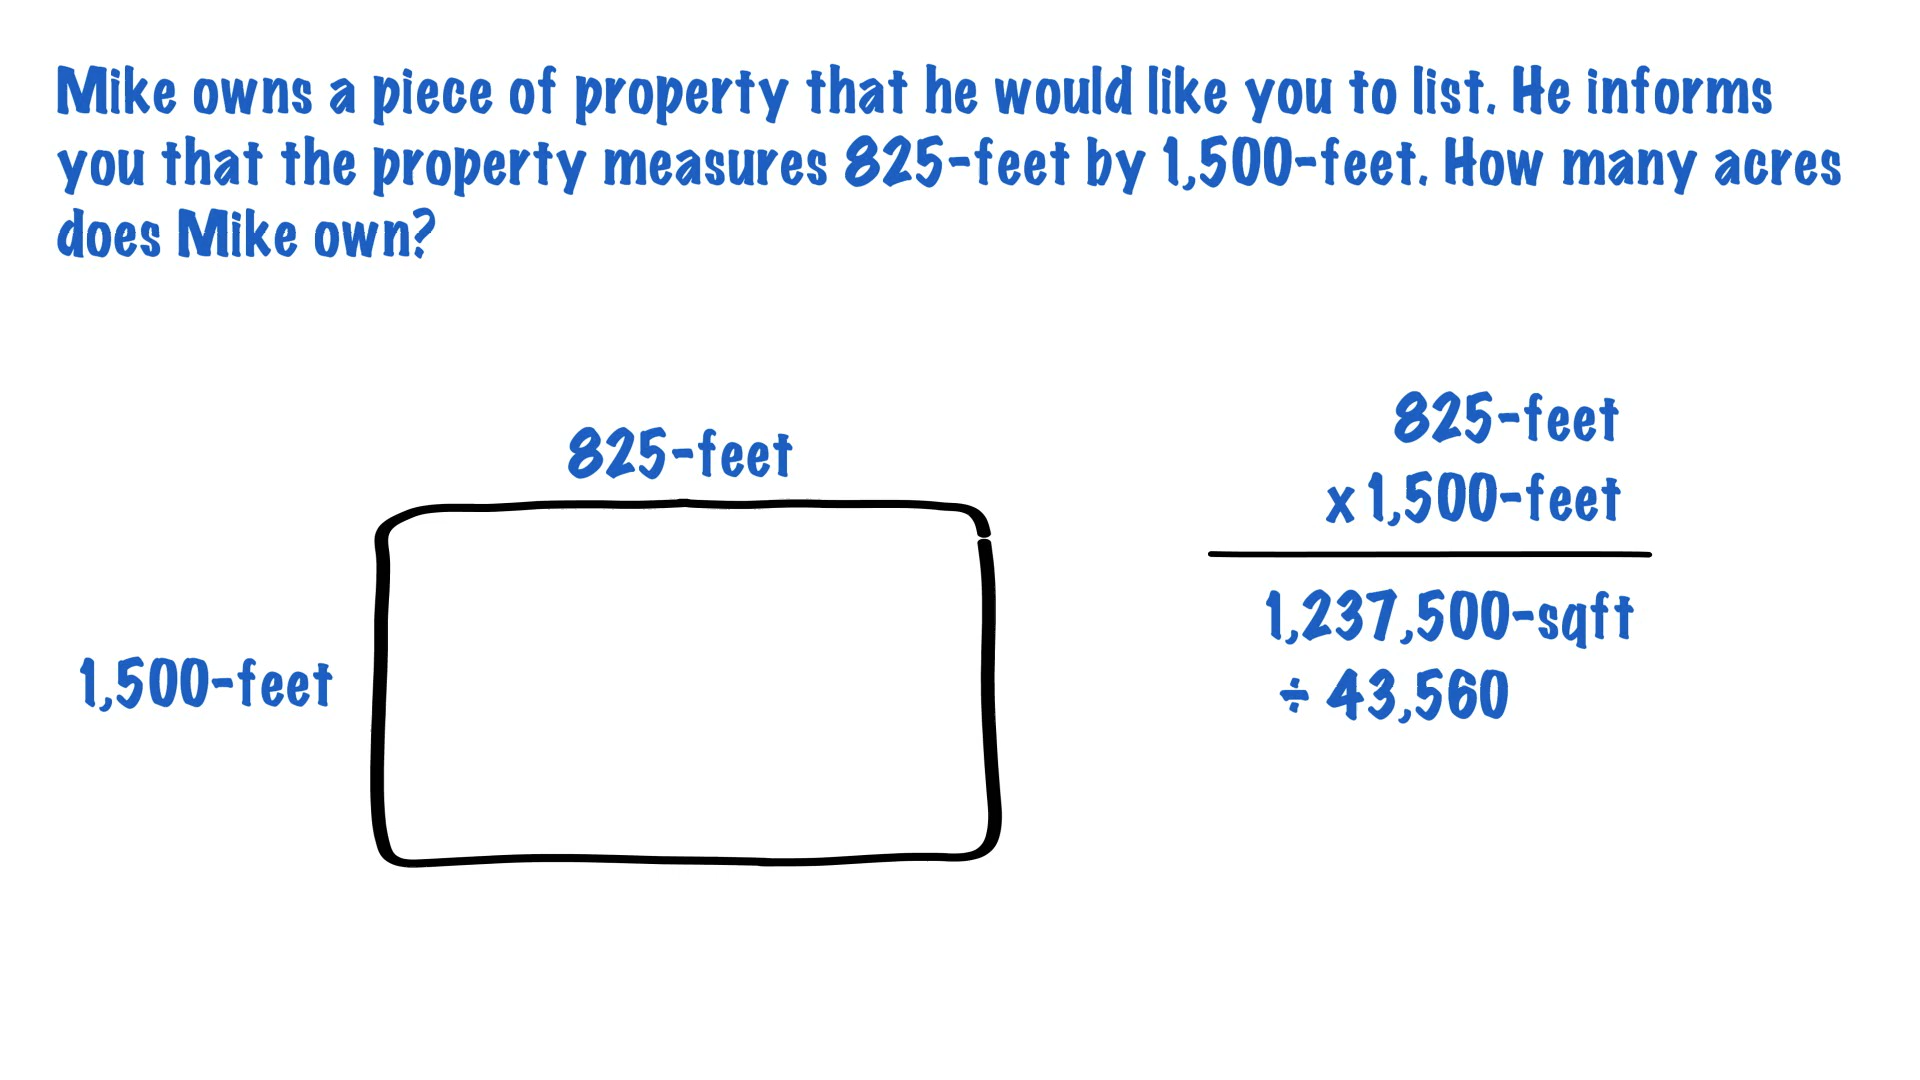 Mike owns a piece of property that he would like you to list. He informs
you that the property measures 825-feet by 1,500-feet. How many acres
does Mike own?
825-feet
1,500-feet
825-feet
x 1,500-feet
1,237,500-sqft
÷ 43,560